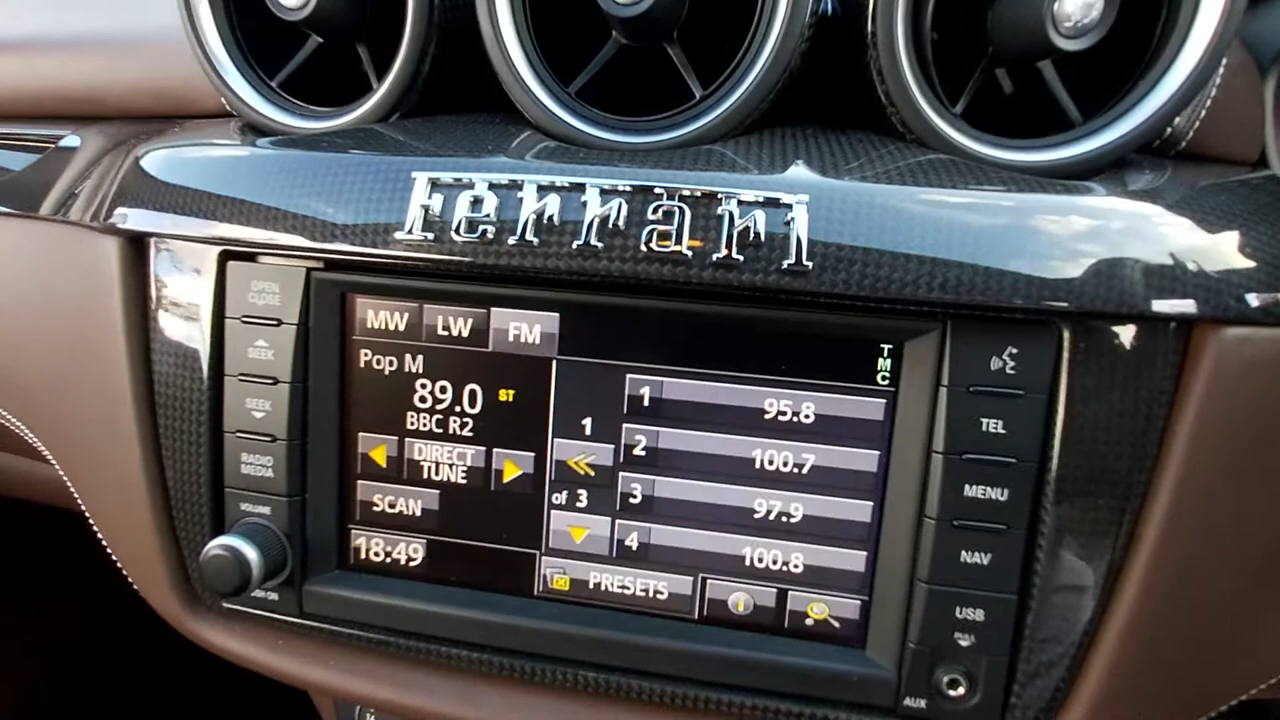 Ferrari
OPEN
CLOSE
SEEK
SEEK
RADIO
MEDIA
VOLUME
MW LW FM
Pop M
89.0 ST
BBC R2
DIRECT
TUNE
SCAN
18:49
TMC
1
of 3
1 95.8
2 100.7
3 97.9
4 100.8
PRESETS
i
TEL
MENU
NAV
USB
PULL
AUX